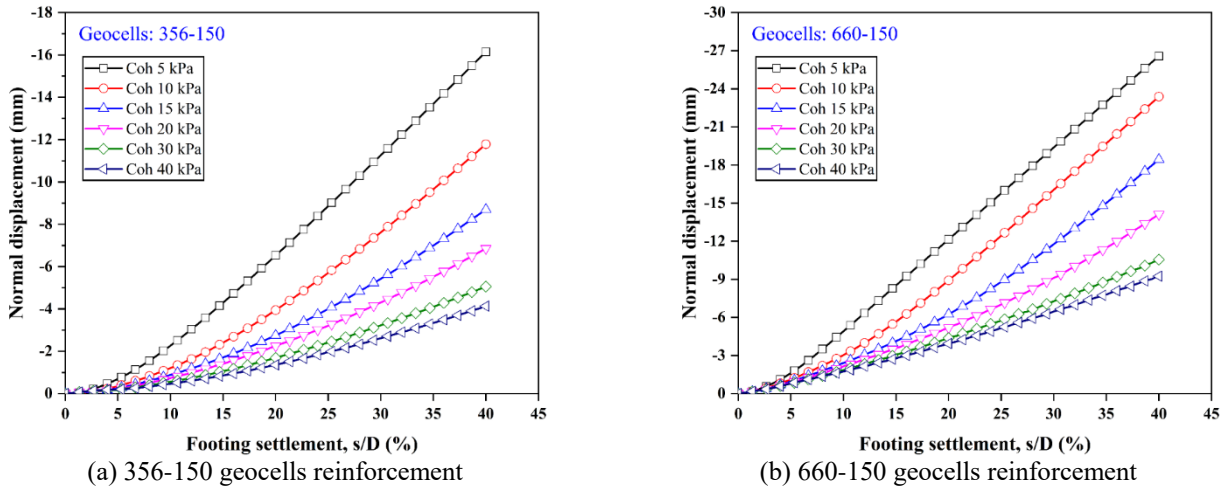 -18
-16
-14
-12
-10
-8
-6
-4
-2
0
Normal displacement (mm)
Geocells: 356-150
Coh 5 kPa
Coh 10 kPa
Coh 15 kPa
Coh 20 kPa
Coh 30 kPa
Coh 40 kPa
0 5 10 15 20 25 30 35 40 45
Footing settlement, s/D (%)
(a) 356-150 geocells reinforcement
-30
-27
-24
-21
-18
-15
-12
-9
-6
-3
0
Normal displacement (mm)
Geocells: 660-150
Coh 5 kPa
Coh 10 kPa
Coh 15 kPa
Coh 20 kPa
Coh 30 kPa
Coh 40 kPa
0 5 10 15 20 25 30 35 40 45
Footing settlement, s/D (%)
(b) 660-150 geocells reinforcement